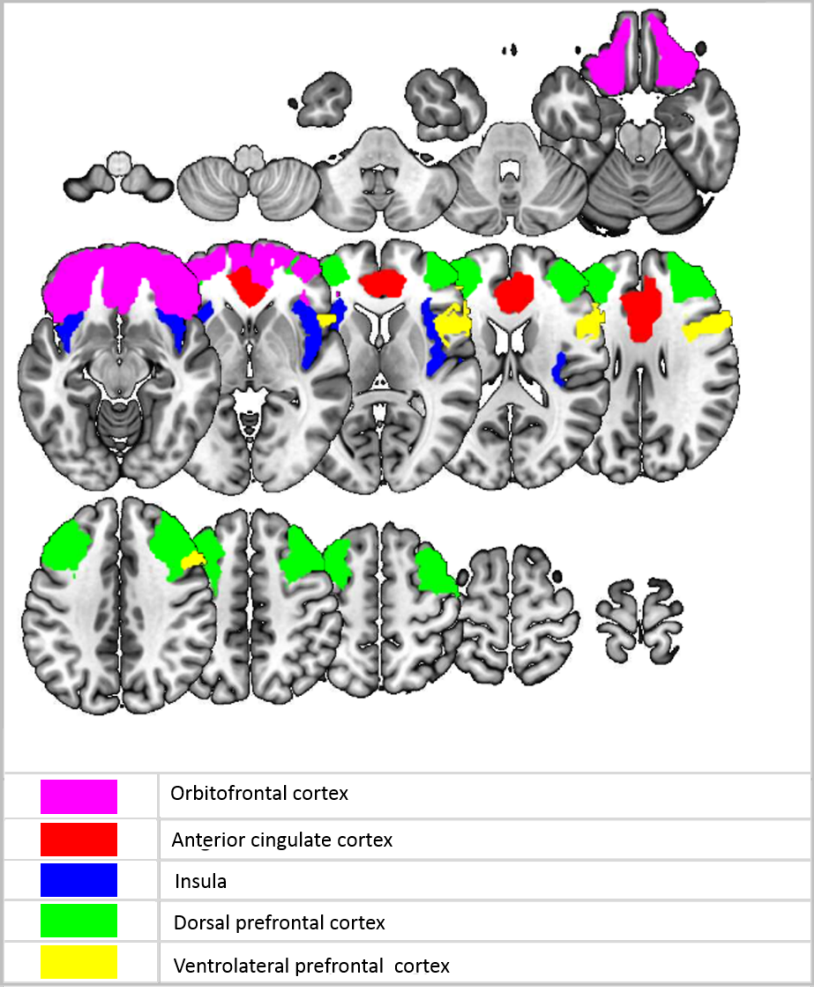 Orbitofrontal cortex
Anterior cingulate cortex
Insula
Dorsal prefrontal cortex
Ventrolateral prefrontal  cortex